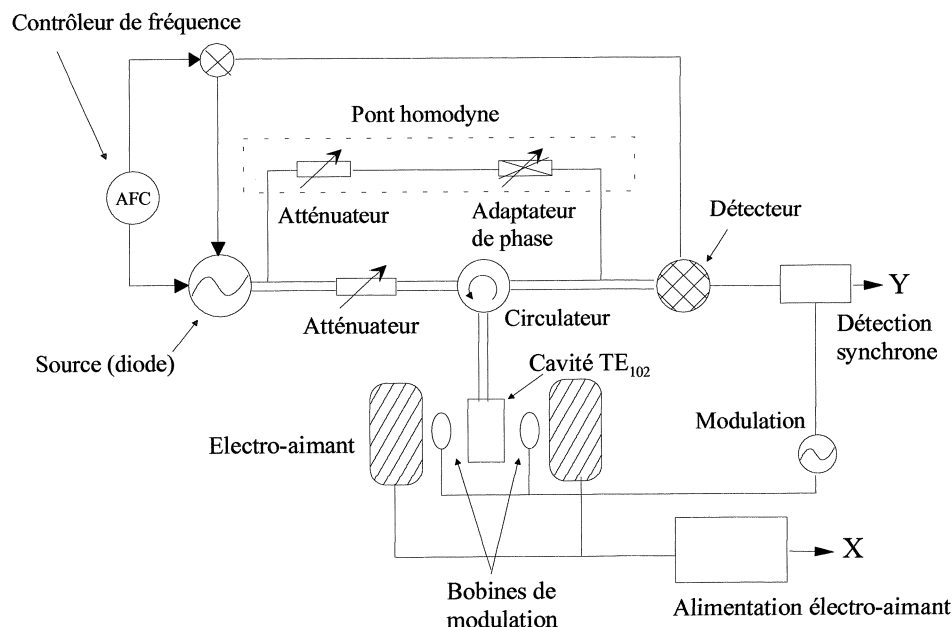 Contrôleur de fréquence
Pont homodyne
AFC
Atténuateur
Adaptateur
de phase
Détecteur
Y
Atténuateur
Circulateur
Détection
synchrone
Source (diode)
Cavité TE102
Modulation
Electro-aimant
X
Bobines de
modulation
Alimentation électro-aimant